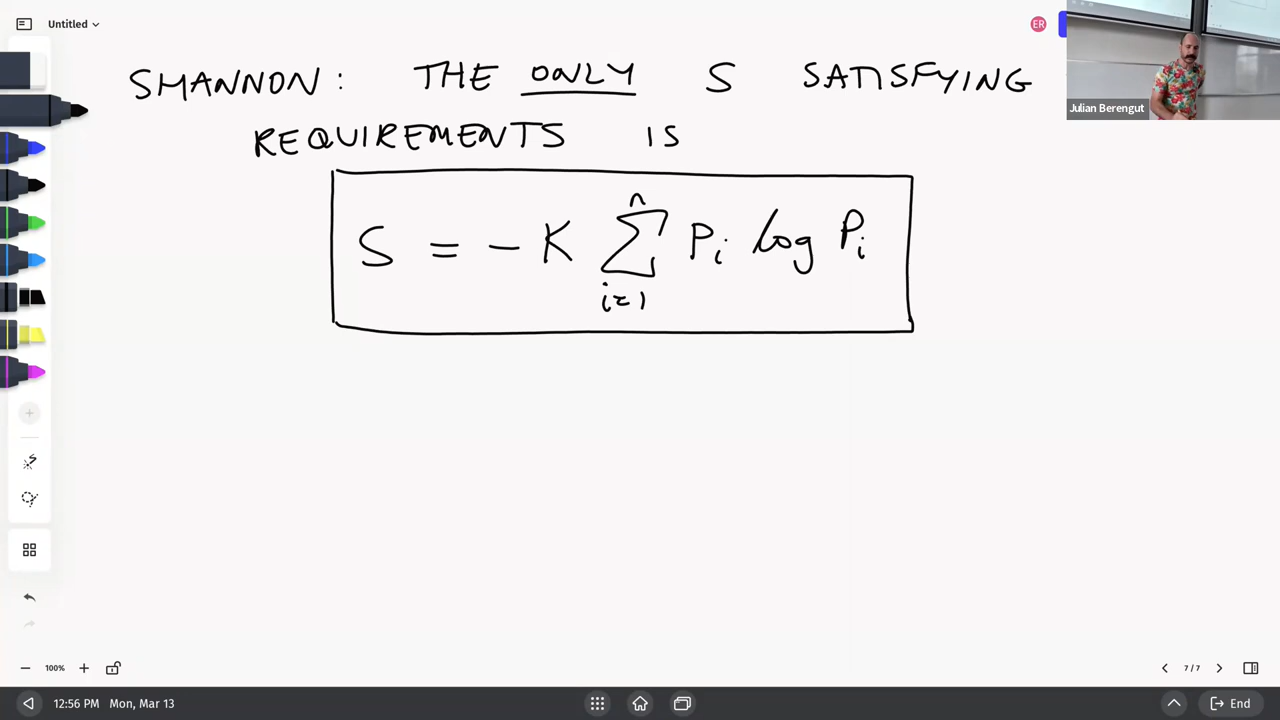 Untitled
ER
SHANNON: THE ONLY S SATISFYING
REQUIREMENTS IS
S = - K ∑ Pi log Pi
n
i=1
Julian Berengut
100%
7/7
12:56 PM Mon, Mar 13
End